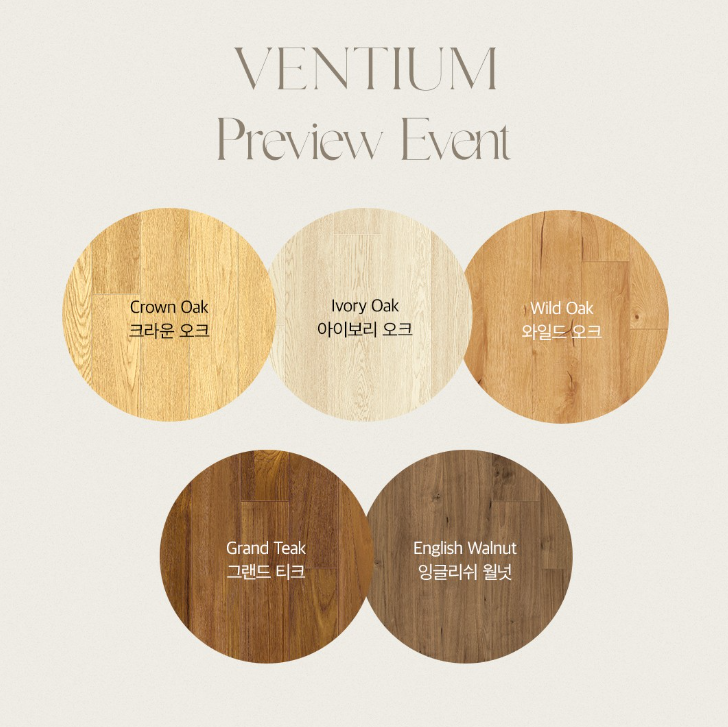 VENTIUM
Preview Event
Crown Oak
크라운 오크
Ivory Oak
아이보리 오크
Wild Oak
와일드 오크
Grand Teak
그랜드 티크
English Walnut
잉글리쉬 월넛